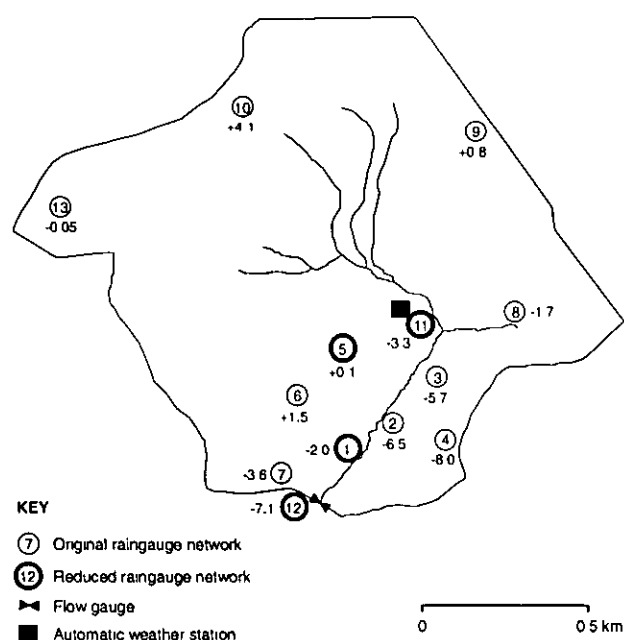 10
+4 1
9
+0 8
13
-0 05
8 -1 7
11
-3 3
5
+0 1
3
-5 7
6
+1.5
2
-6 5
4
-8 0
-2 0 1
-3 6 7
-7.1 12
KEY
7 Original raingauge network
12 Reduced raingauge network
Flow gauge
Automatic weather station
0 0 5 km